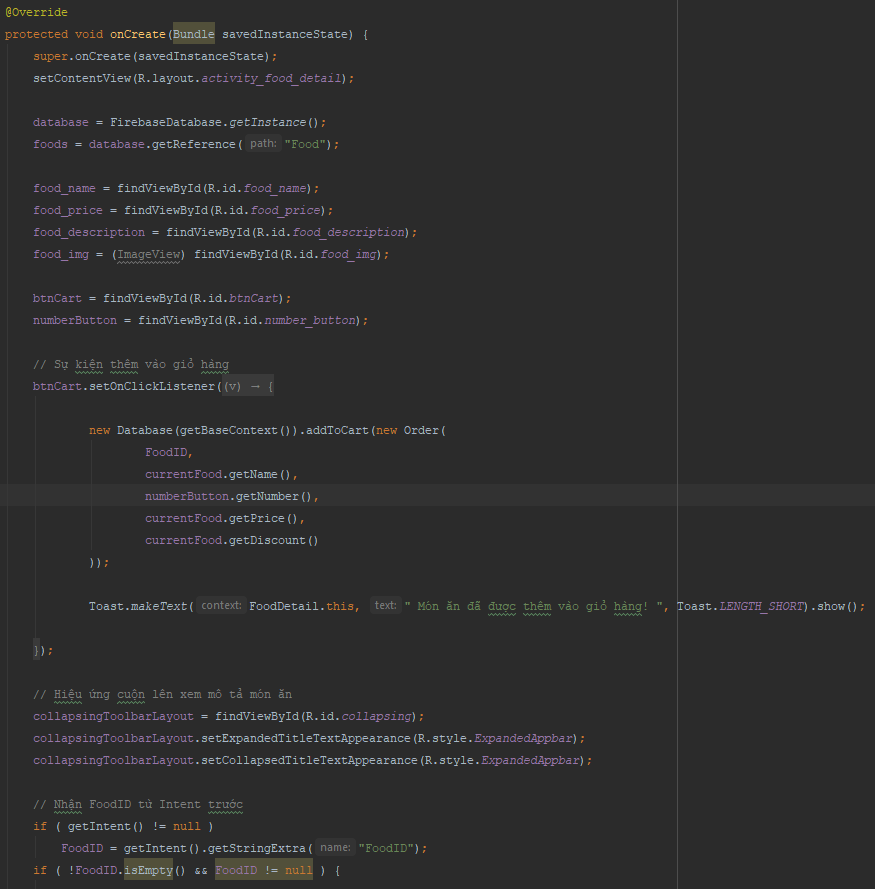 @Override
protected void onCreate(Bundle savedInstanceState) {
super.onCreate(savedInstanceState);
setContentView(R.layout.activity_food_detail);
database = FirebaseDatabase.getInstance();
foods = database.getReference( path: "Food");
food_name = findViewById(R.id.food_name);
food_price = findViewById(R.id.food_price);
food_description = findViewById(R.id.food_description);
food_img = (ImageView) findViewById(R.id.food_img);
btnCart = findViewById(R.id.btnCart);
numberButton = findViewById(R.id.number_button);
// Sự kiện thêm vào giỏ hàng
btnCart.setOnClickListener((v) → {
new Database(getBaseContext()).addToCart(new Order(
FoodID,
currentFood.getName(),
numberButton.getNumber(),
currentFood.getPrice(),
currentFood.getDiscount()
));
Toast.makeText( context: FoodDetail.this, text: " Món ăn đã được thêm vào giỏ hàng! ", Toast.LENGTH_SHORT).show();
});
// Hiệu ứng cuộn lên xem mô tả món ăn
collapsingToolbarLayout = findViewById(R.id.collapsing);
collapsingToolbarLayout.setExpandedTitleTextAppearance(R.style.ExpandedAppbar);
collapsingToolbarLayout.setCollapsedTitleTextAppearance(R.style.ExpandedAppbar);
// Nhận FoodID từ Intent trước
if ( getIntent() != null )
FoodID = getIntent().getStringExtra( name: "FoodID");
if ( !FoodID.isEmpty() && FoodID != null ) {